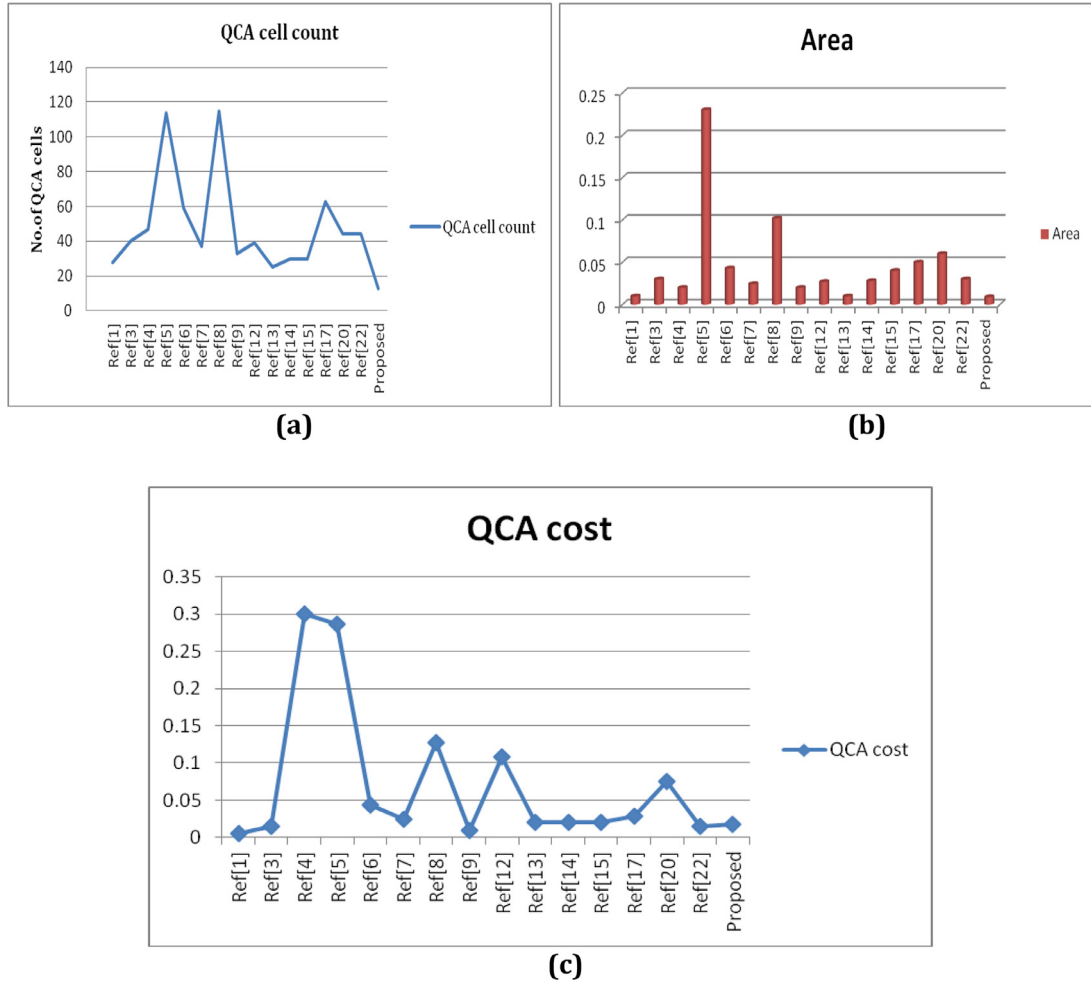 QCA cell count
No.of QCA cells
140
120
100
80
60
40
20
0
Ref[1]
Ref[3]
Ref[4]
Ref[5]
Ref[6]
Ref[7]
Ref[8]
Ref[9]
Ref[12]
Ref[13]
Ref[14]
Ref[15]
Ref[17]
Ref[20]
Ref[22]
Proposed
QCA cell count
(a)
Area
0.25
0.2
0.15
0.1
0.05
0
Ref[1]
Ref[3]
Ref[4]
Ref[5]
Ref[6]
Ref[7]
Ref[8]
Ref[9]
Ref[12]
Ref[13]
Ref[14]
Ref[15]
Ref[17]
Ref[20]
Ref[22]
Proposed
Area
(b)
QCA cost
0.35
0.3
0.25
0.2
0.15
0.1
0.05
0
Ref[1]
Ref[3]
Ref[4]
Ref[5]
Ref[6]
Ref[7]
Ref[8]
Ref[9]
Ref[12]
Ref[13]
Ref[14]
Ref[15]
Ref[17]
Ref[20]
Ref[22]
Proposed
QCA cost
(c)